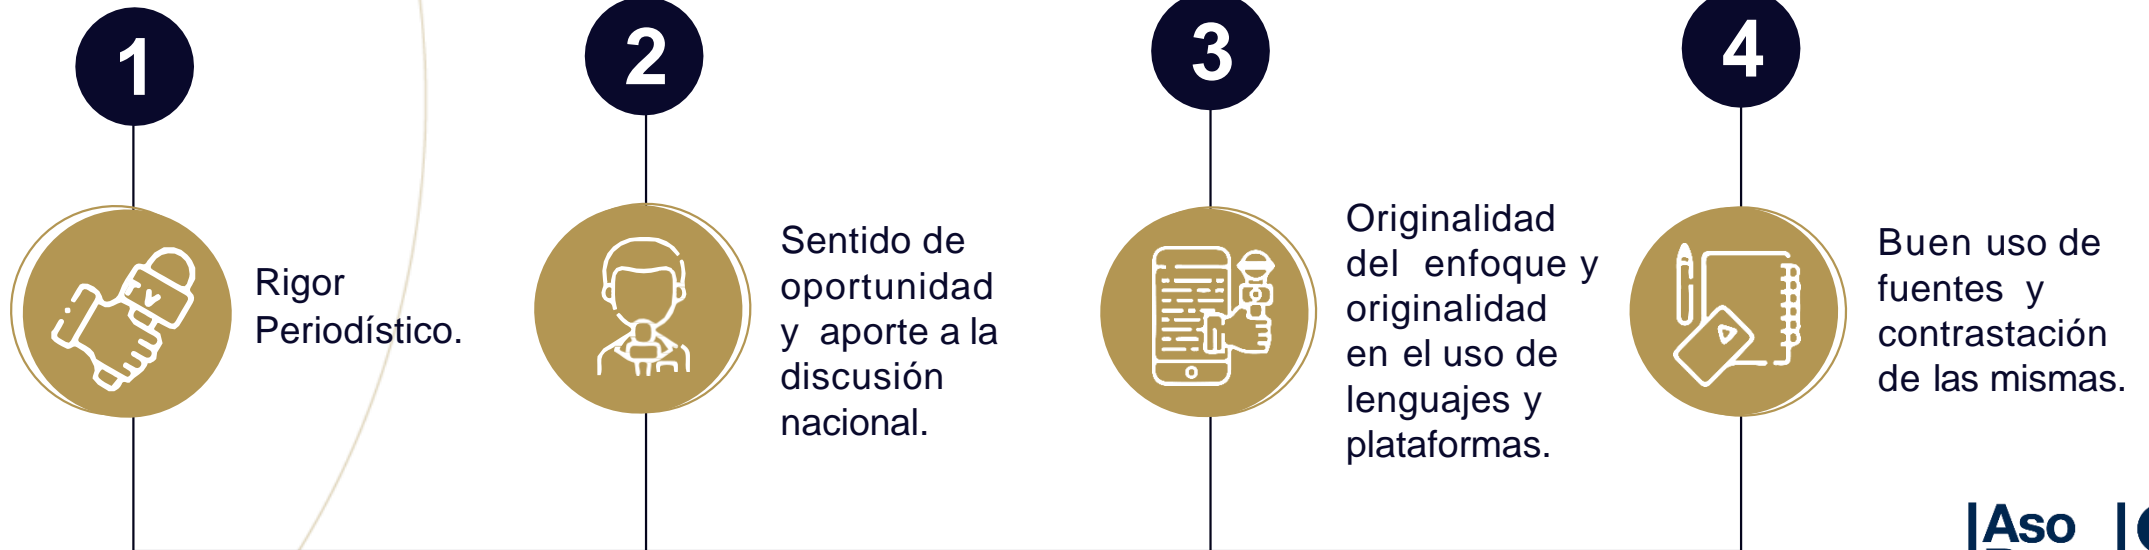 1
Rigor
Periodístico.
2
Sentido de
oportunidad
y aporte a la
discusión
nacional.
3
Originalidad
del enfoque y
originalidad
en el uso de
lenguajes y
plataformas.
4
Buen uso de
fuentes y
contrastación
de las mismas.
TV
|Aso